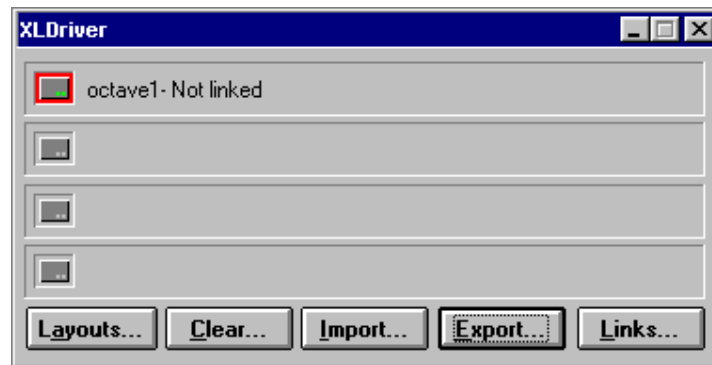 XLDriver
octave1- Not linked
Layouts... Clear... Import... Export... Links...